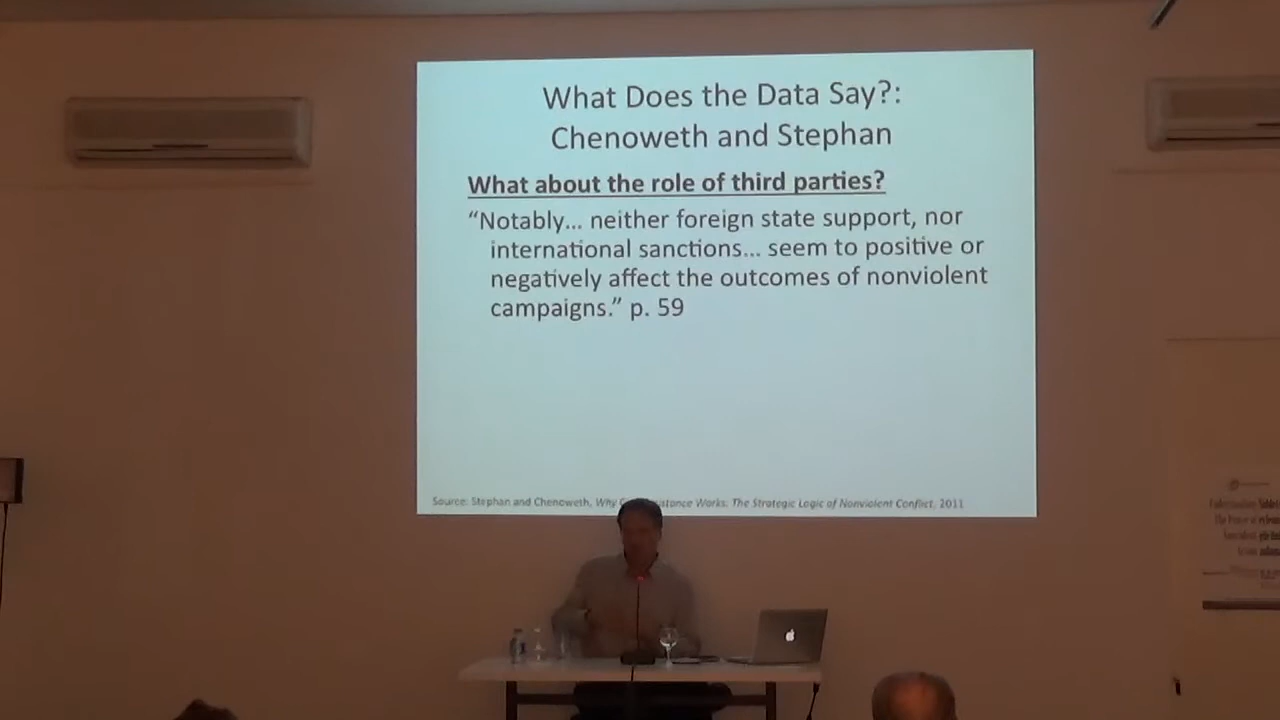 What Does the Data Say?:
Chenoweth and Stephan
What about the role of third parties?
“Notably... neither foreign state support, nor
international sanctions... seem to positive or
negatively affect the outcomes of nonviolent
campaigns.” p. 59
Source: Stephan and Chenoweth, Why Works. The Strategic Logic of Nonviolent Conflict, 2011